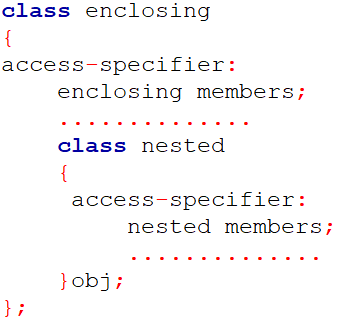 class enclosing
{
access-specifier:
enclosing members;
..............
class nested
{
access-specifier:
nested members;
..............
}obj;
};